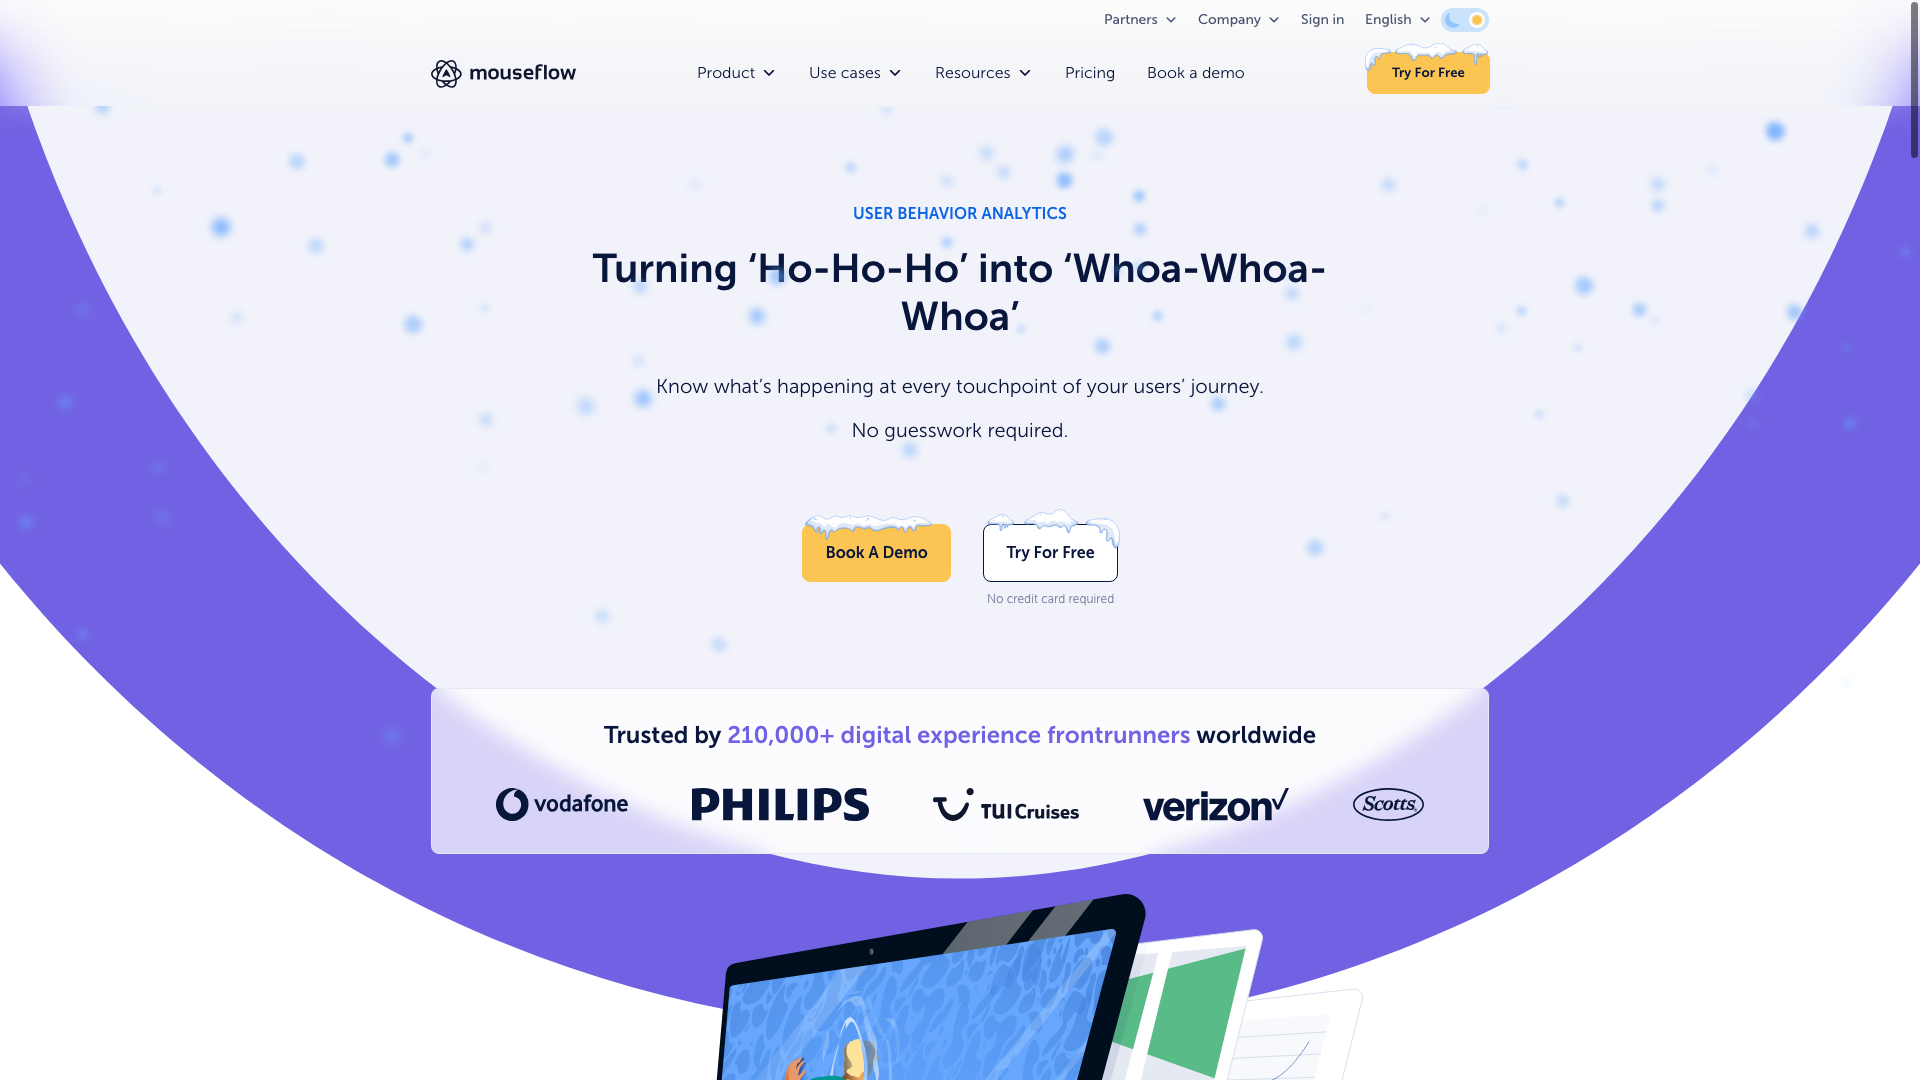 Partners Company Sign in English
mouseflow Product Use cases Resources Pricing Book a demo Try For Free
USER BEHAVIOR ANALYTICS
Turning ‘Ho-Ho-Ho’ into ‘Whoa-Whoa-
Whoa’
Know what’s happening at every touchpoint of your users’ journey.
No guesswork required.
Book A Demo Try For Free
No credit card required
Trusted by 210,000+ digital experience frontrunners worldwide
vodafone PHILIPS TUI Cruises verizon Scotts